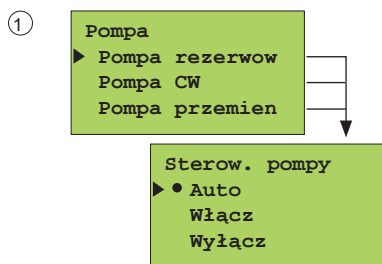 1
Pompa
Pompa rezerwow
Pompa CW
Pompa przemien
Sterow. pompy
Auto
Włącz
Wyłącz